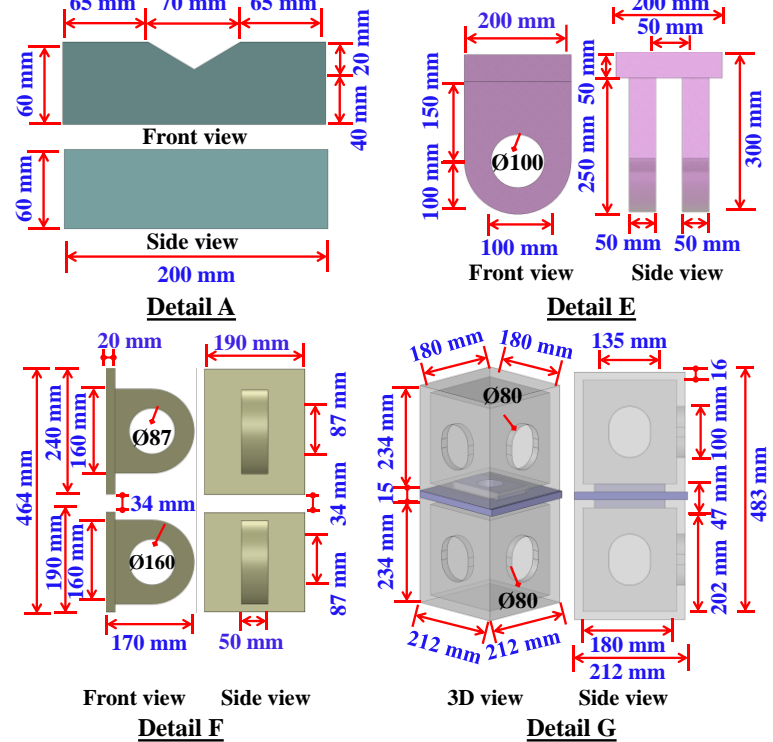 65 mm 70 mm 65 mm
60 mm
20 mm
40 mm
Front view
60 mm
Side view
200 mm
Detail A
200 mm
150 mm
100 mm
Ø100
100 mm
Front view
200 mm
50 mm
50 mm
250 mm
300 mm
50 mm 50 mm
Side view
Detail E
20 mm
464 mm
240 mm
160 mm
Ø87
34 mm
190 mm
160 mm
Ø160
170 mm
Front view
190 mm
87 mm
34 mm
87 mm
50 mm
Side view
Detail F
180 mm 180 mm
Ø80
234 mm
15
234 mm
Ø80
212 mm 212 mm
3D view
135 mm
16
100 mm
47 mm
483 mm
202 mm
180 mm
212 mm
Side view
Detail G